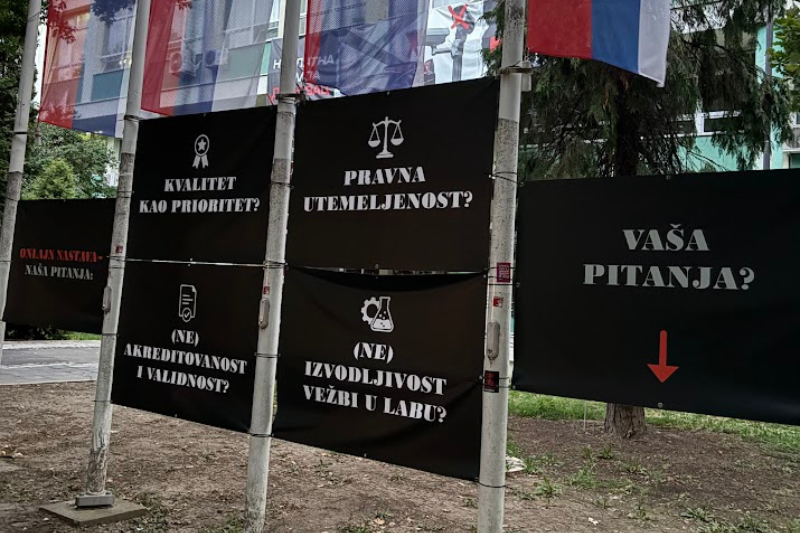 ONLAJN NASTAVA-
NAŠA PITANJA:
KVALITET
KAO PRIORITET?
(NE)
AKREDITOVANOST
I VALIDNOST?
PRAVNA
UTEMELJENOST?
(NE)
IZVODLJIVOST
VEŽBI U LABU?
VAŠA
PITANJA?